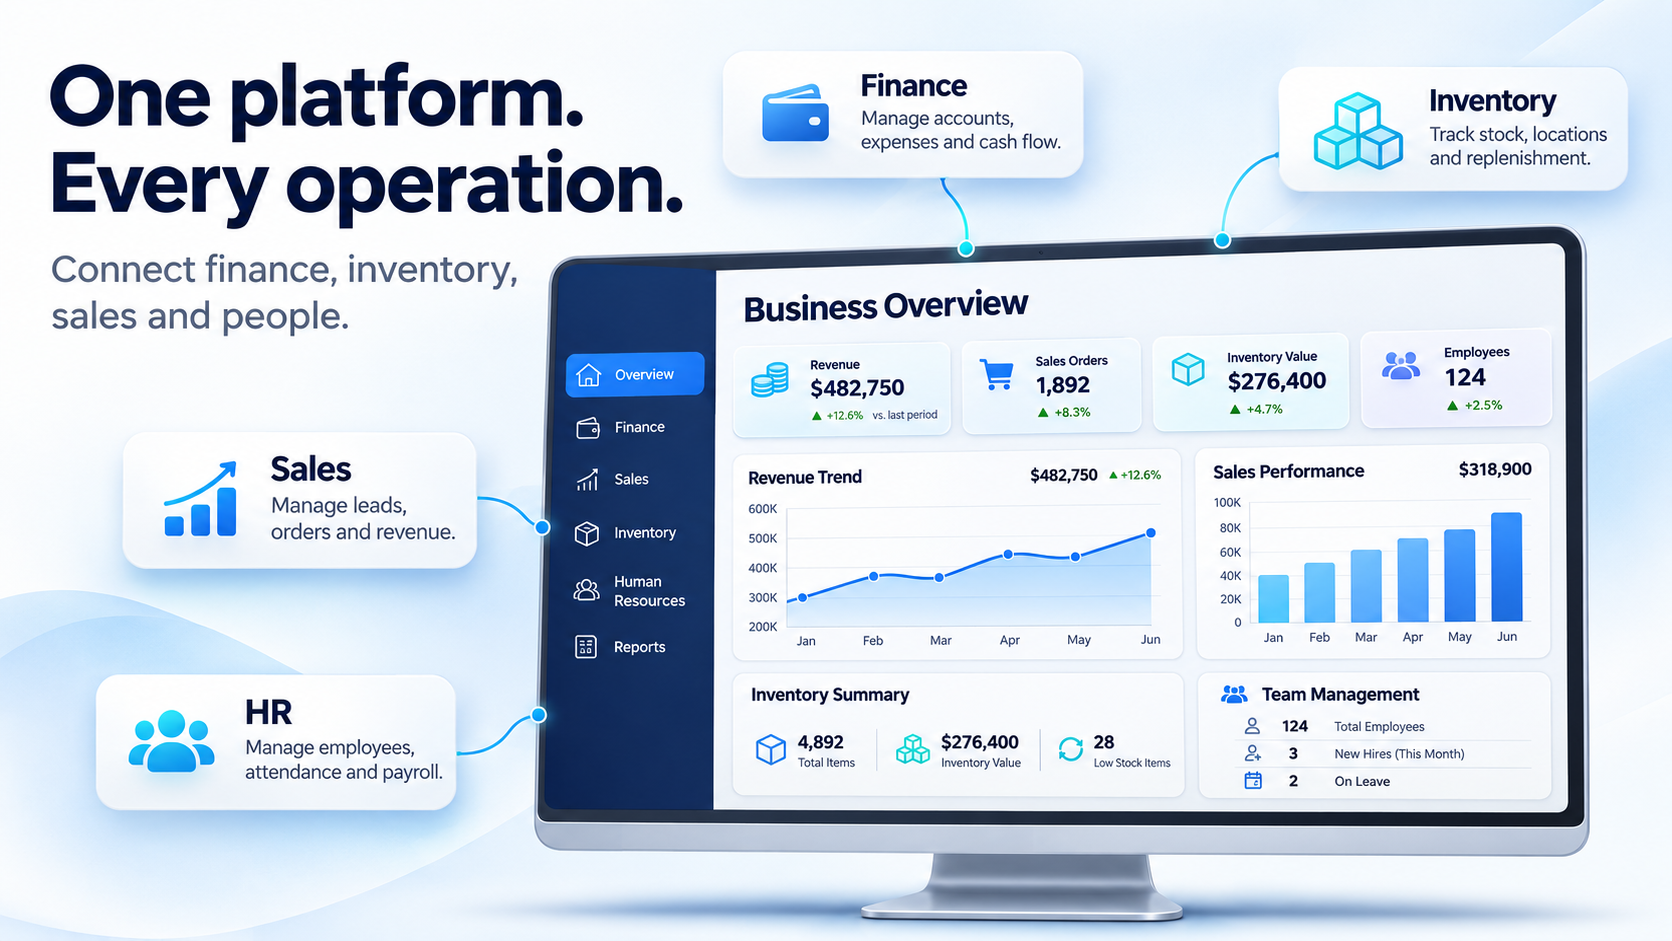 One platform.
Every operation.
Connect finance, inventory,
sales and people.
Finance
Manage accounts,
expenses and cash flow.
Inventory
Track stock, locations
and replenishment.
Sales
Manage leads,
orders and revenue.
HR
Manage employees,
attendance and payroll.
Overview
Finance
Sales
Inventory
Human
Resources
Reports
Business Overview
Revenue
$482,750
▲ +12.6% vs. last period
Sales Orders
1,892
▲ +8.3%
Inventory Value
$276,400
▲ +4.7%
Employees
124
▲ +2.5%
Revenue Trend
$482,750 ▲ +12.6%
600K
500K
400K
300K
200K
Jan Feb Mar Apr May Jun
Sales Performance
$318,900
100K
80K
60K
40K
20K
0
Jan Feb Mar Apr May Jun
Inventory Summary
4,892
Total Items
$276,400
Inventory Value
28
Low Stock Items
Team Management
124 Total Employees
3 New Hires (This Month)
2 On Leave